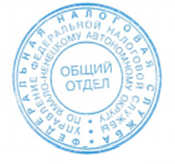 ФЕДЕРАЛЬНАЯ НАЛОГОВАЯ СЛУЖБА
УПРАВЛЕНИЕ ФЕДЕРАЛЬНОЙ НАЛОГОВОЙ СЛУЖБЫ
ПО ЯМАЛО-НЕНЕЦКОМУ АВТОНОМНОМУ ОКРУГУ
ОБЩИЙ
ОТДЕЛ